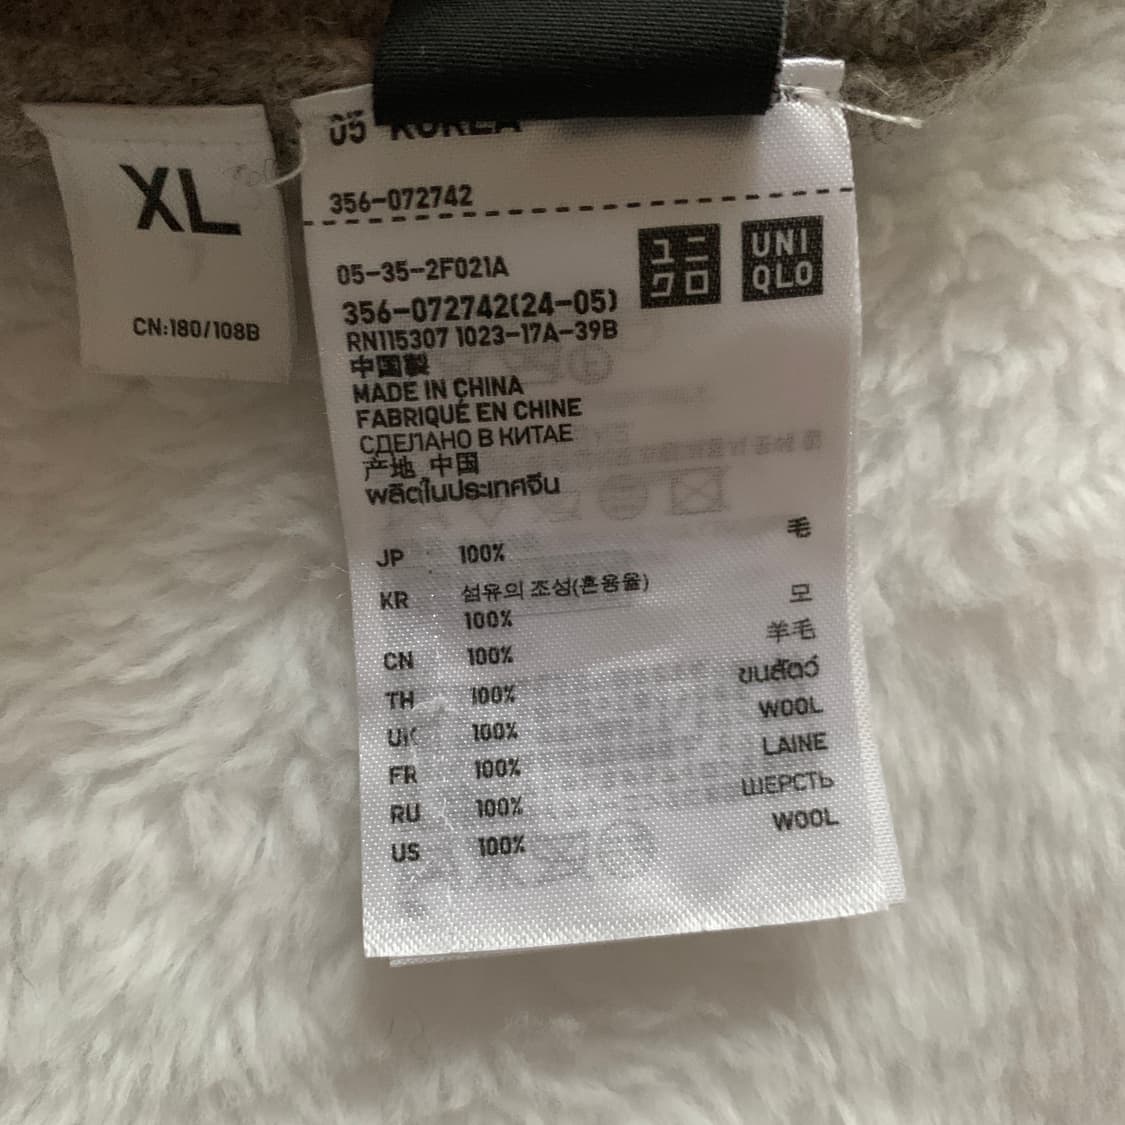 XL
CN:180/108B
05 KOREA
356-072742
05-35-2F021A
ユニクロ
UNIQLO
356-072742(24-05)
RN115307 1023-17A-39B
中国製
MADE IN CHINA
FABRIQUÉ EN CHINE
СДЕЛАНО В КИТАЕ
产地 中国
ผลิตในประเทศจีน
JP 100% 毛
KR 섬유의 조성(혼용율)
100% 모
CN 100% 羊毛
TH 100% ขนสัตว์
UK 100% WOOL
FR 100% LAINE
RU 100% ШЕРСТЬ
US 100% WOOL